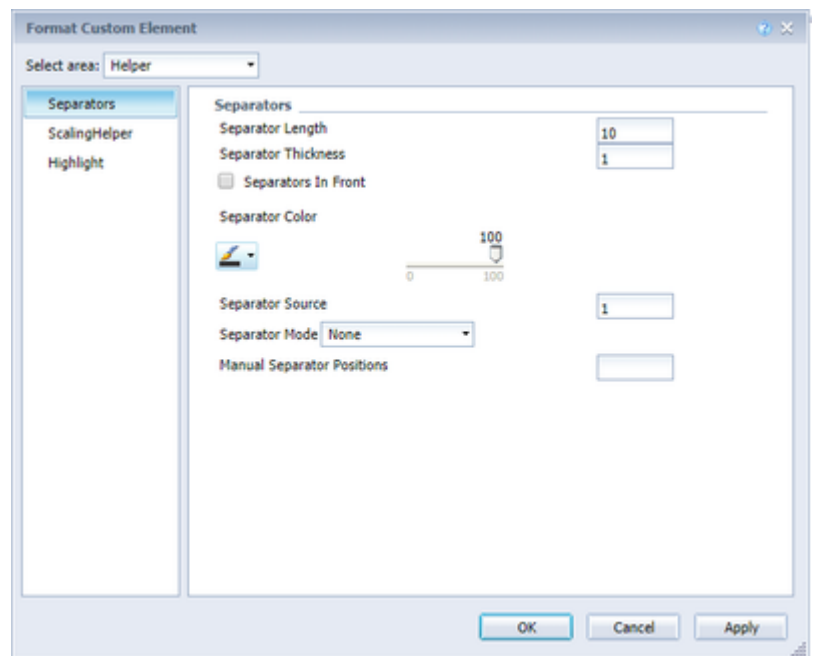 Format Custom Element
Select area: Helper
Separators
ScalingHelper
Highlight
Separators
Separator Length 10
Separator Thickness 1
Separators In Front
Separator Color
100
0 100
Separator Source 1
Separator Mode None
Manual Separator Positions
OK Cancel Apply